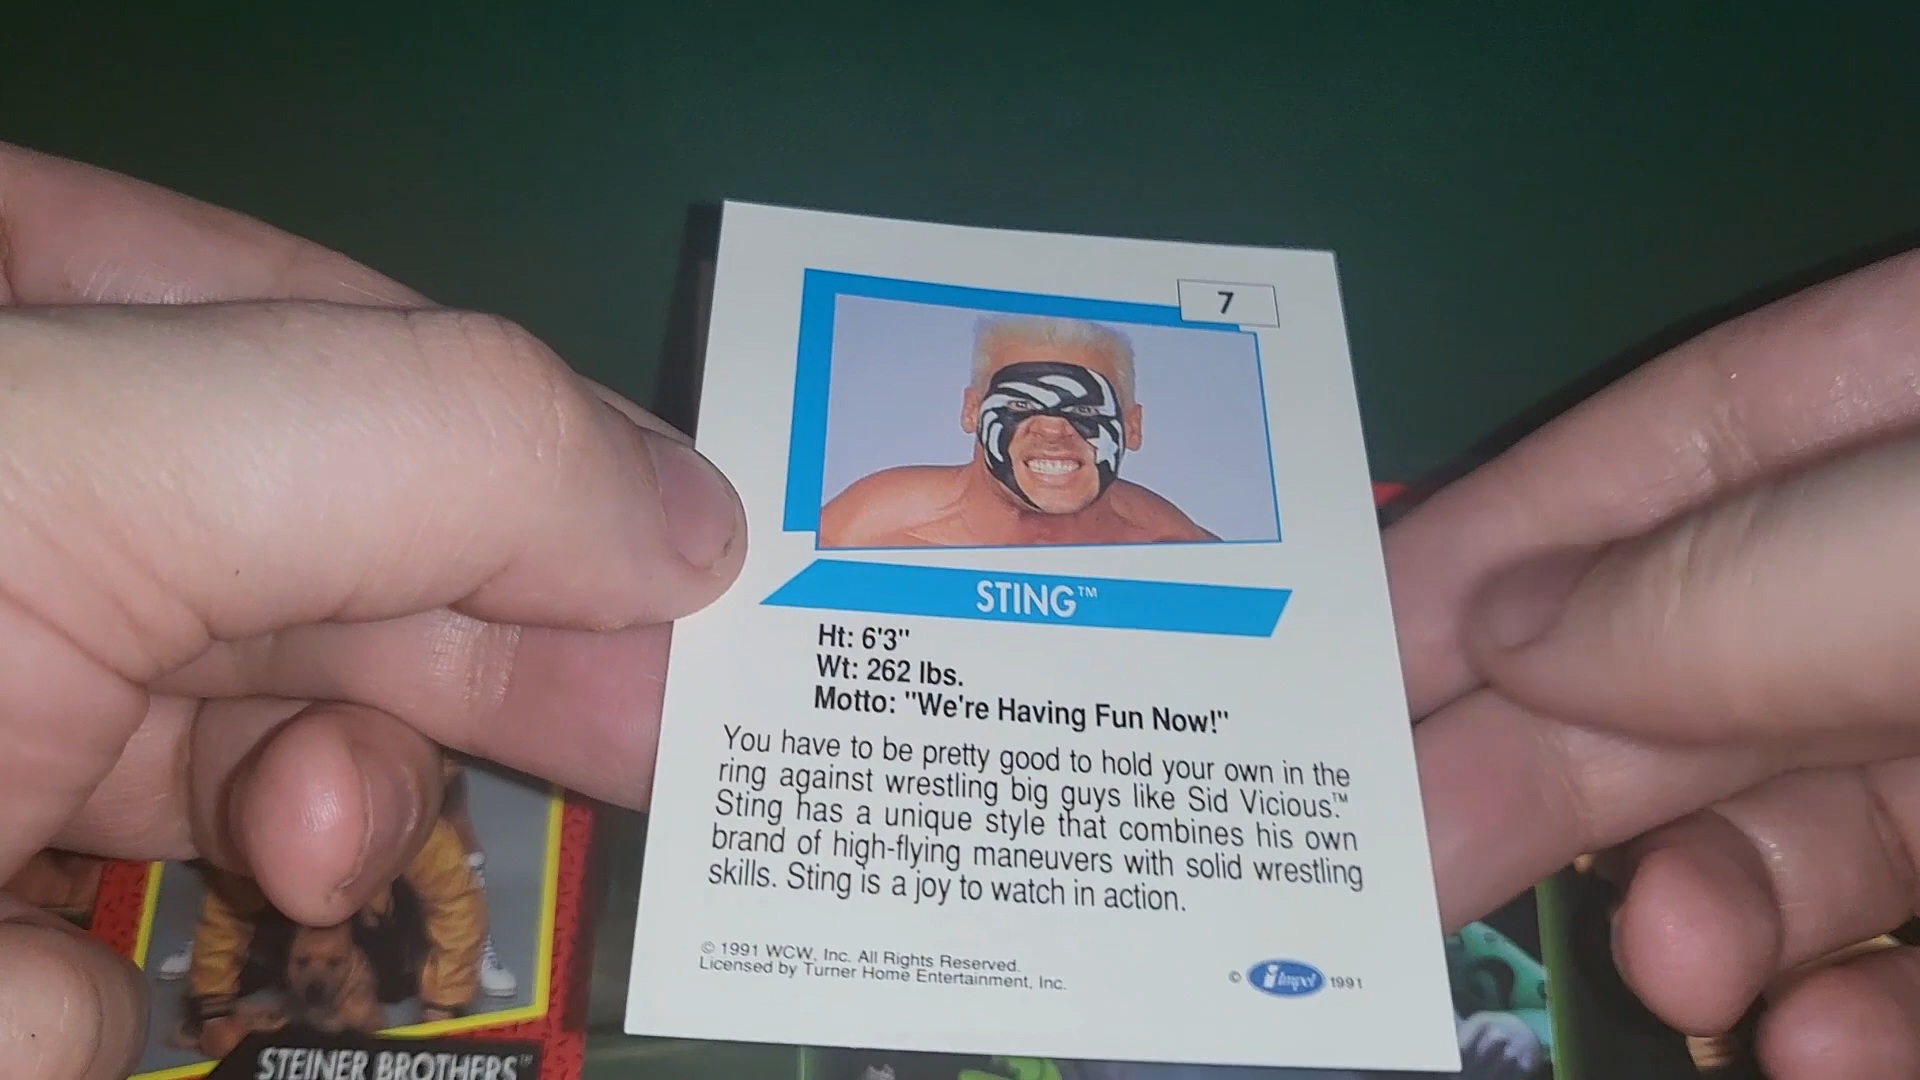 7
STING™
Ht: 6'3"
Wt: 262 lbs.
Motto: "We're Having Fun Now!"
You have to be pretty good to hold your own in the
ring against wrestling big guys like Sid Vicious.™
Sting has a unique style that combines his own
brand of high-flying maneuvers with solid wrestling
skills. Sting is a joy to watch in action.
© 1991 WCW, Inc. All Rights Reserved.
Licensed by Turner Home Entertainment, Inc.
© Impel 1991
STEINER BROTHERS™